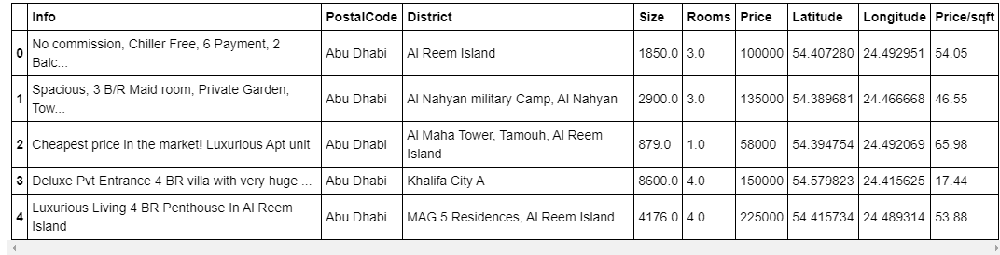 Info PostalCode District Size Rooms Price Latitude Longitude Price/sqft
0 No commission, Chiller Free, 6 Payment, 2 Balc... Abu Dhabi Al Reem Island 1850.0 3.0 100000 54.407280 24.492951 54.05
1 Spacious, 3 B/R Maid room, Private Garden, Tow... Abu Dhabi Al Nahyan military Camp, Al Nahyan 2900.0 3.0 135000 54.389681 24.466668 46.55
2 Cheapest price in the market! Luxurious Apt unit Abu Dhabi Al Maha Tower, Tamouh, Al Reem Island 879.0 1.0 58000 54.394754 24.492069 65.98
3 Deluxe Pvt Entrance 4 BR villa with very huge ... Abu Dhabi Khalifa City A 8600.0 4.0 150000 54.579823 24.415625 17.44
4 Luxurious Living 4 BR Penthouse In Al Reem Island Abu Dhabi MAG 5 Residences, Al Reem Island 4176.0 4.0 225000 54.415734 24.489314 53.88